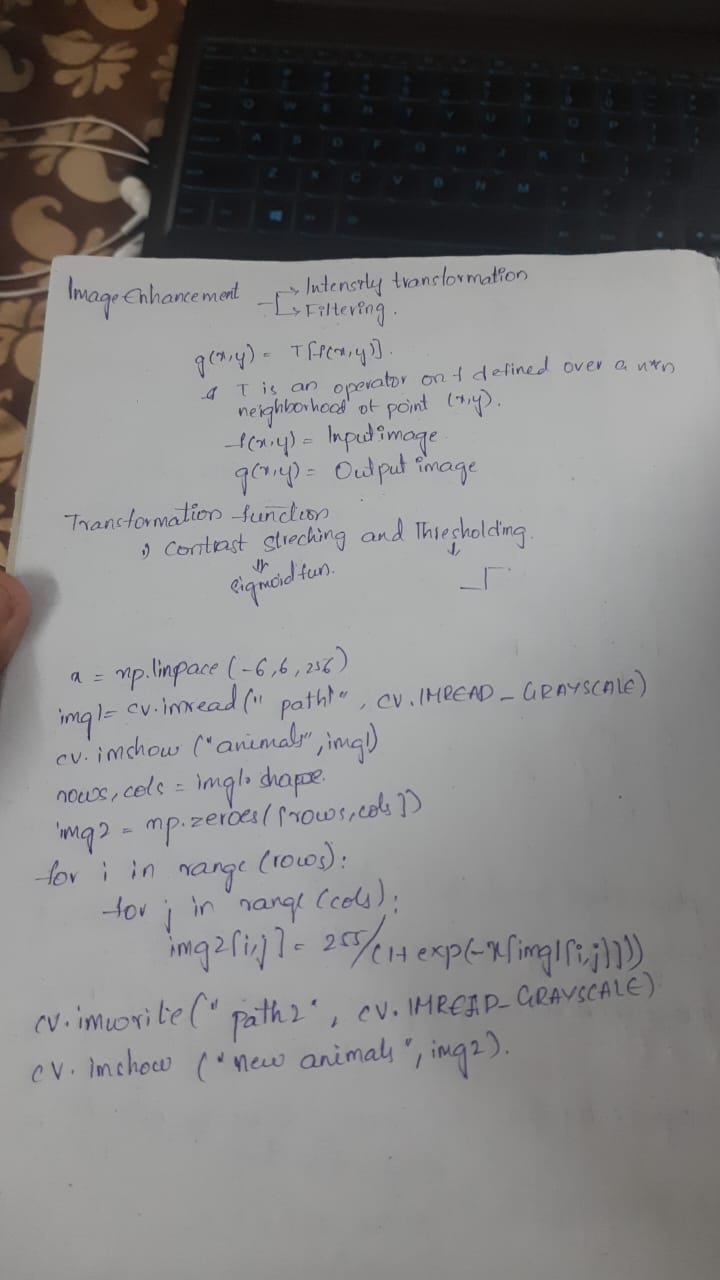 Image Enhancement → Intensity transformation
→ Filtering.
g(x,y) = T[f(x,y)].
T is an operator on f defined over a n×n
neighborhood of point (x,y).
f(x,y) = Input image
g(x,y) = Output image
Transformation function
1) Contrast streching and Thresholding.
sigmoid fun.
x = np.linpace (-6,6,256)
img1= cv.imread (" path1", cv.IMREAD_GRAYSCALE)
cv.imshow ("animals", img1)
rows, cols = img1.shape.
img2 = np.zeroes([rows,cols])
for i in range (rows):
for j in range (cols):
img2[i,j] = 255/(1+exp(-x[img1[i,j]]))
cv.imwrite(" path2", cv.IMREAD_GRAYSCALE)
cv. imshow ("new animals", img2).